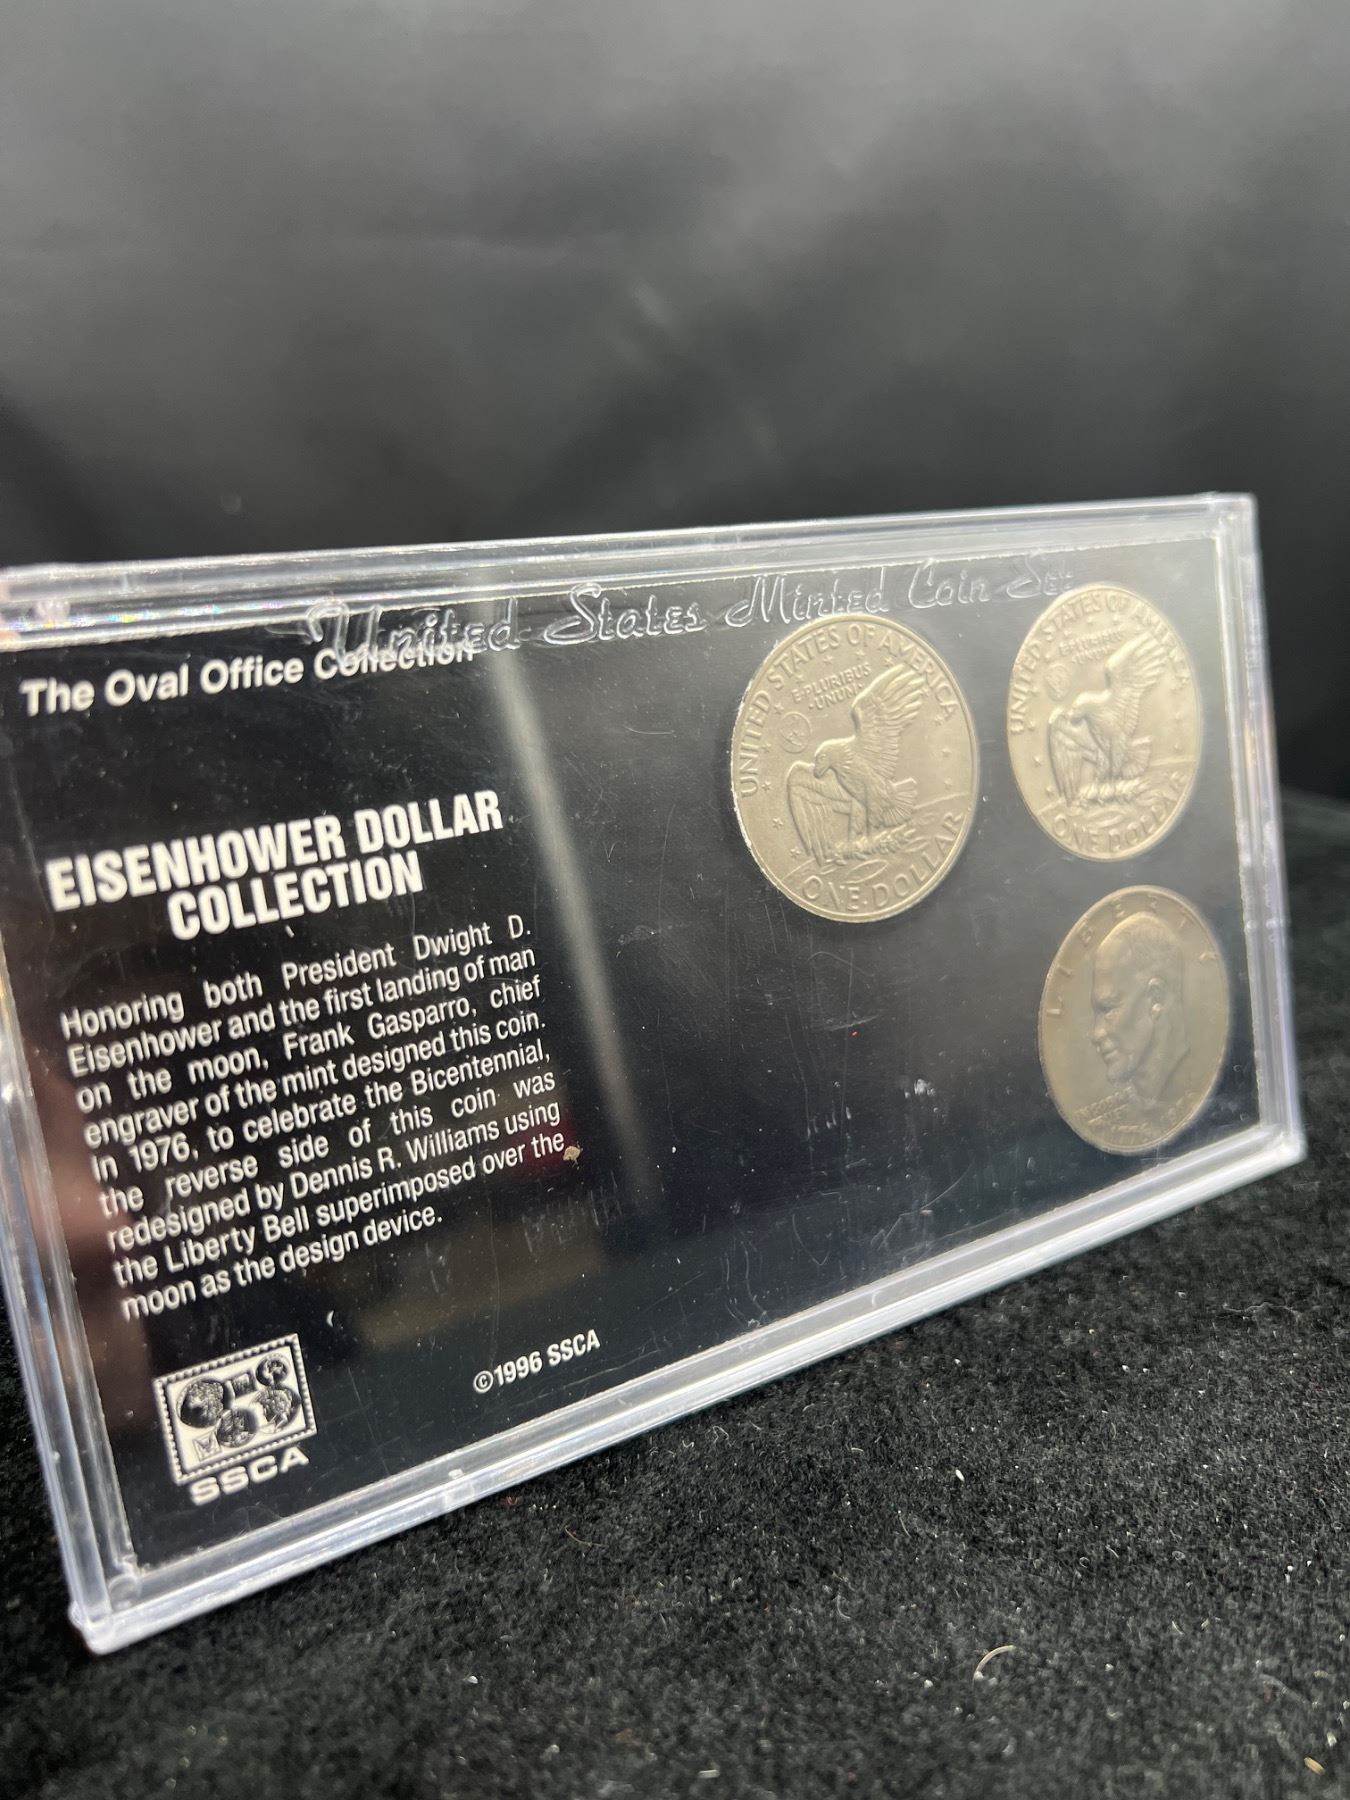 United States Minted Coin Set
The Oval Office Collection
EISENHOWER DOLLAR
COLLECTION
Honoring both President Dwight D.
Eisenhower and the first landing of man
on the moon, Frank Gasparro, chief
engraver of the mint designed this coin.
In 1976, to celebrate the Bicentennial,
the reverse side of this coin was
redesigned by Dennis R. Williams using
the Liberty Bell superimposed over the
moon as the design device.
SSCA
©1996 SSCA
UNITED STATES OF AMERICA
E·PLURIBUS
·UNUM
ONE·DOLLAR
UNITED STATES OF AMERICA
E·PLURIBUS
UNUM
ONE DOLLAR
LIBERTY
1776